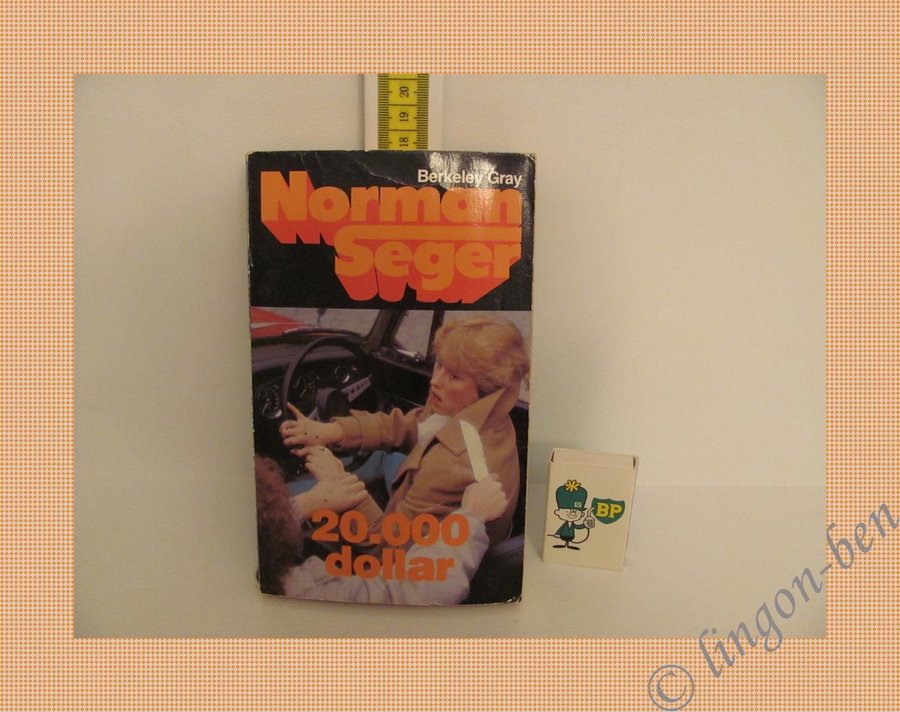 20
19
18
Berkeley Gray
Norman
Seger
20.000
dollar
BP
© lingon-ben